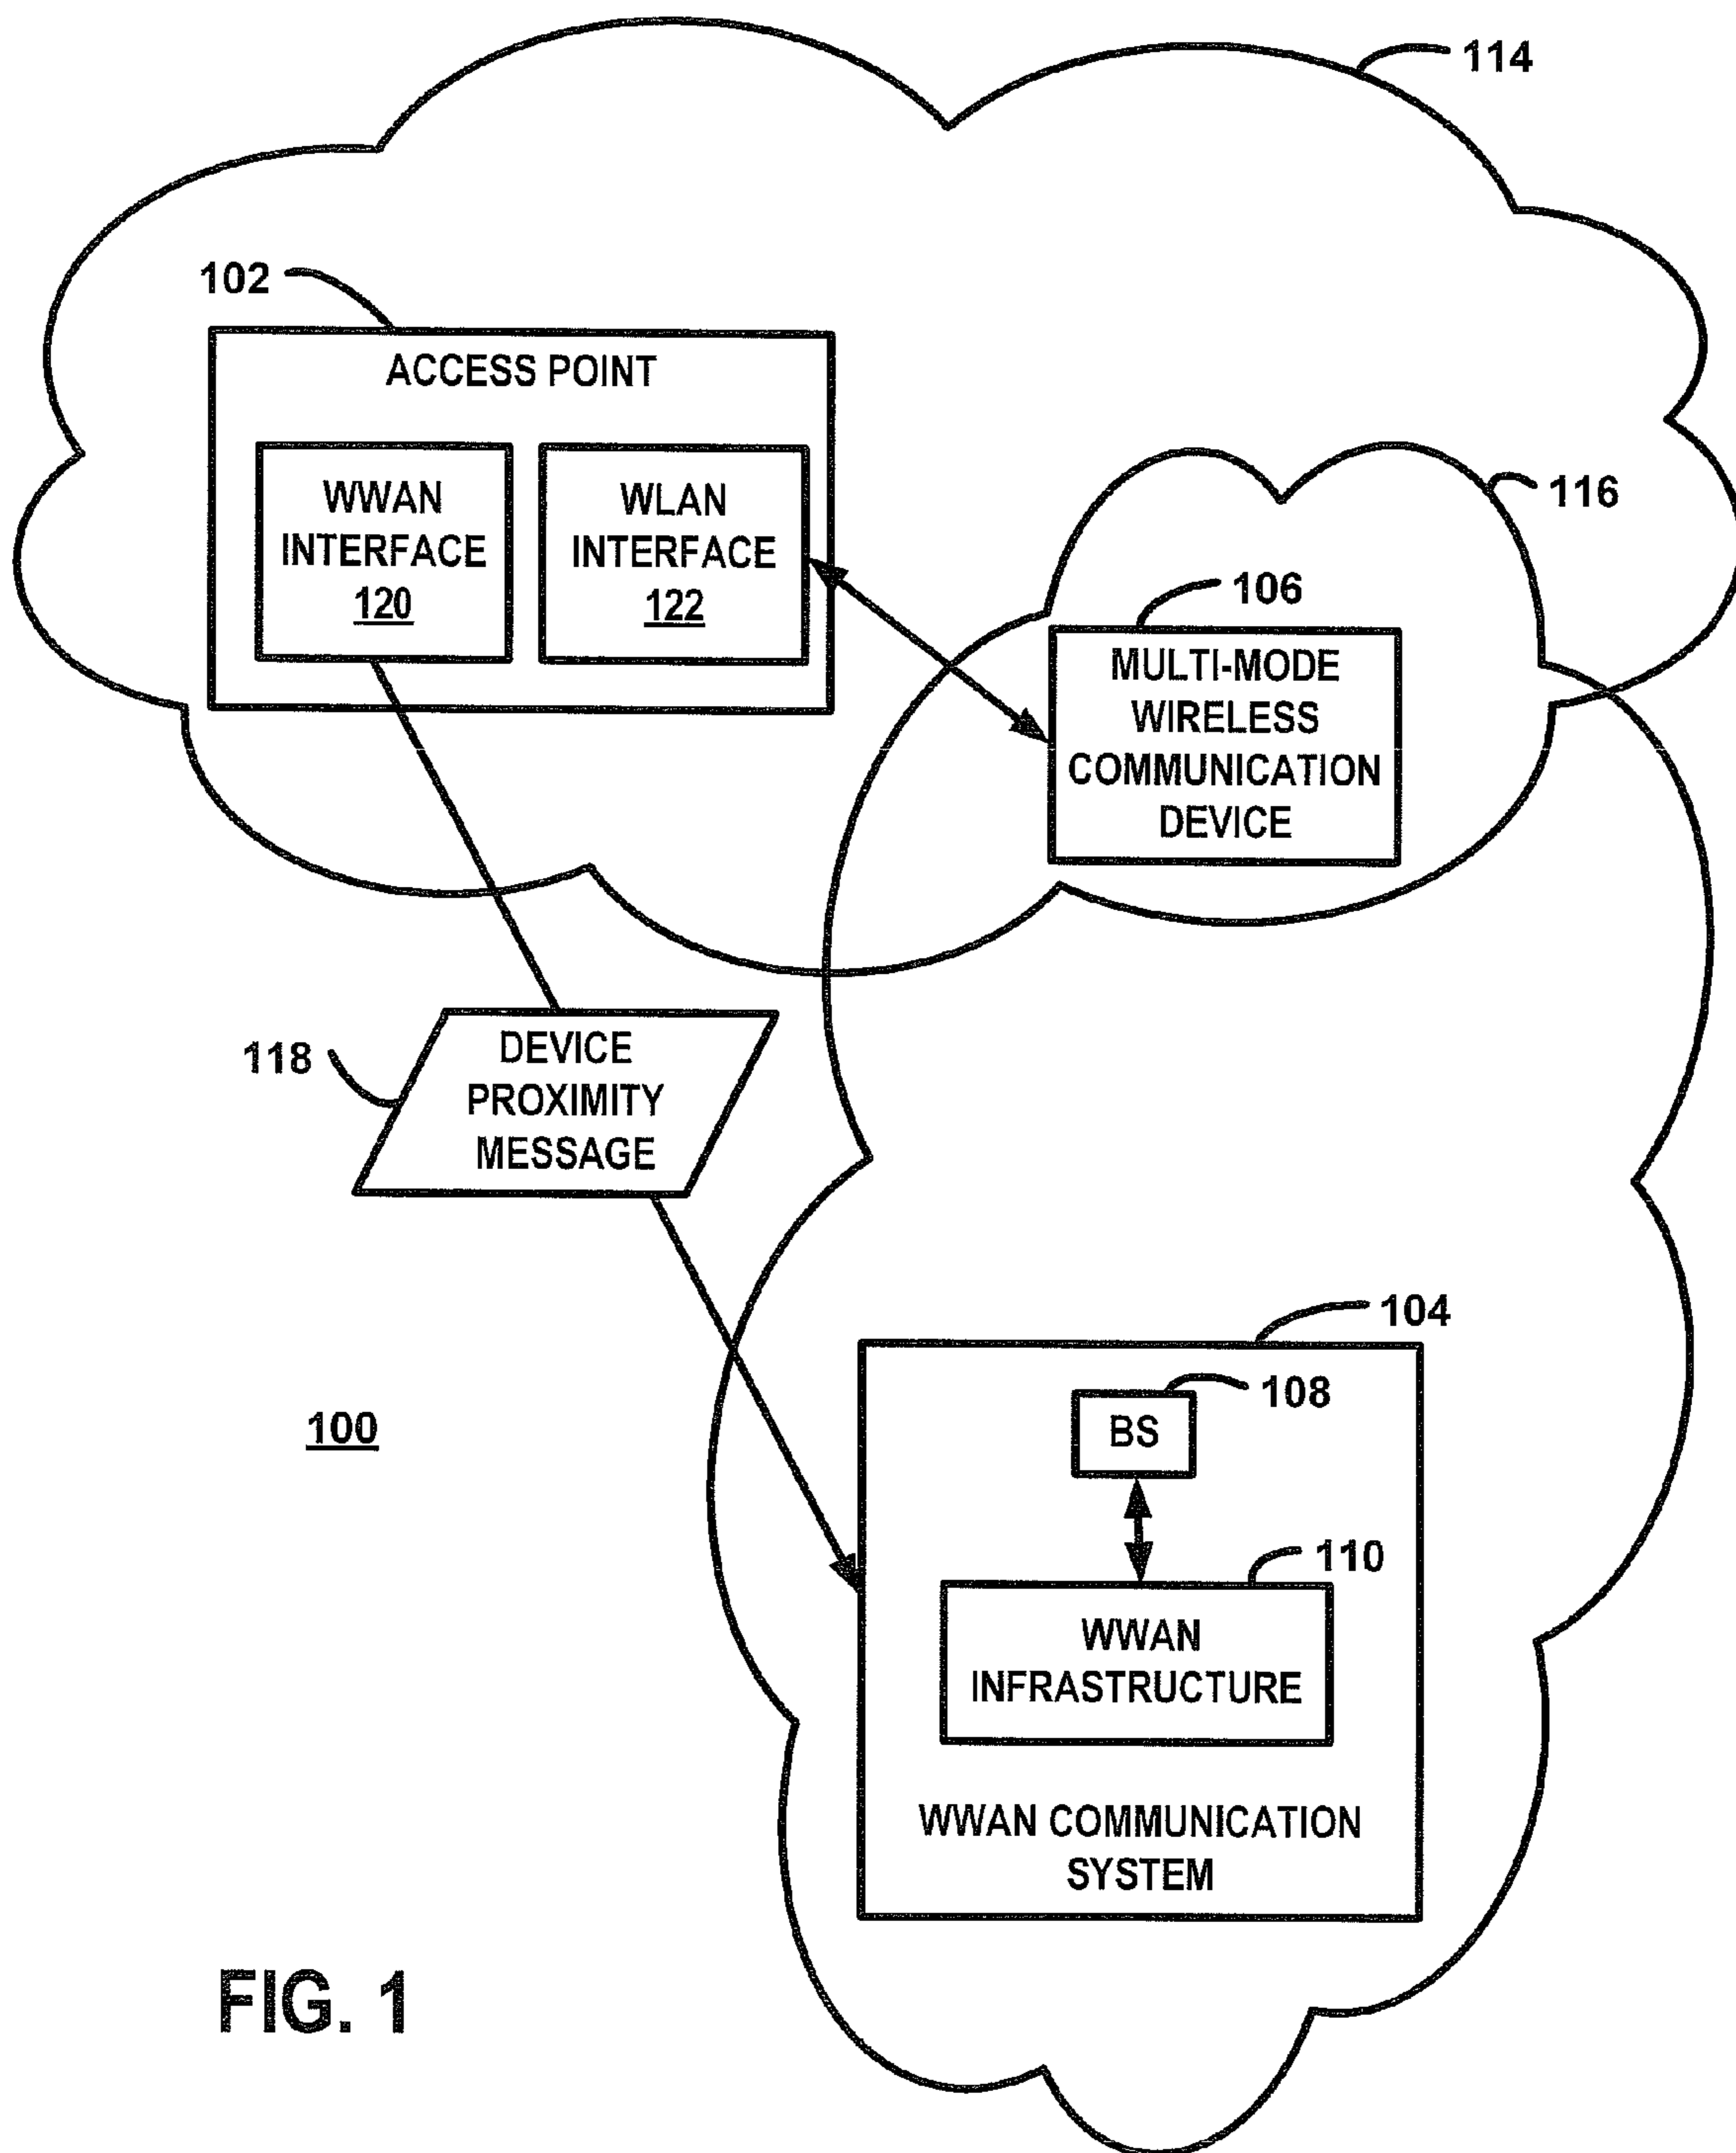 114
102
ACCESS POINT
WWAN
INTERFACE
120
WLAN
INTERFACE
122
116
106
MULTI-MODE
WIRELESS
COMMUNICATION
DEVICE
118
DEVICE
PROXIMITY
MESSAGE
104
108
BS
100
110
WWAN
INFRASTRUCTURE
WWAN COMMUNICATION
SYSTEM
FIG. 1